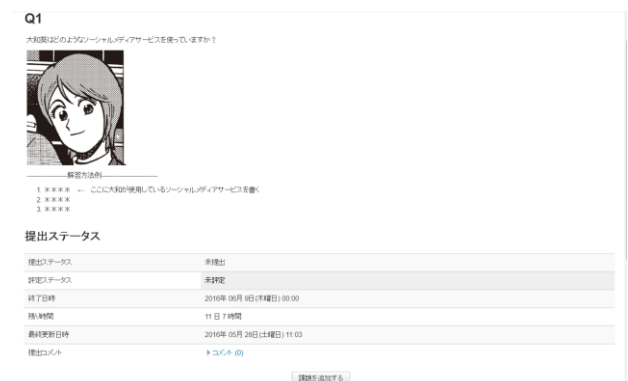 Q1
大和関はどのようなソーシャルメディアサービスを使っていますか？
-----------------解答方法例-----------------------
1. ＊＊＊＊ ← ここに大和が使用しているソーシャルメディアサービスを書く
2. ＊＊＊＊
3. ＊＊＊＊
提出ステータス
提出ステータス 未提出
評定ステータス 未評定
終了日時 2016年 06月 9日(木曜日) 00:00
残り時間 11 日 7 時間
最終更新日時 2016年 05月 28日(土曜日) 11:03
提出コメント コメント (0)
課題を追加する